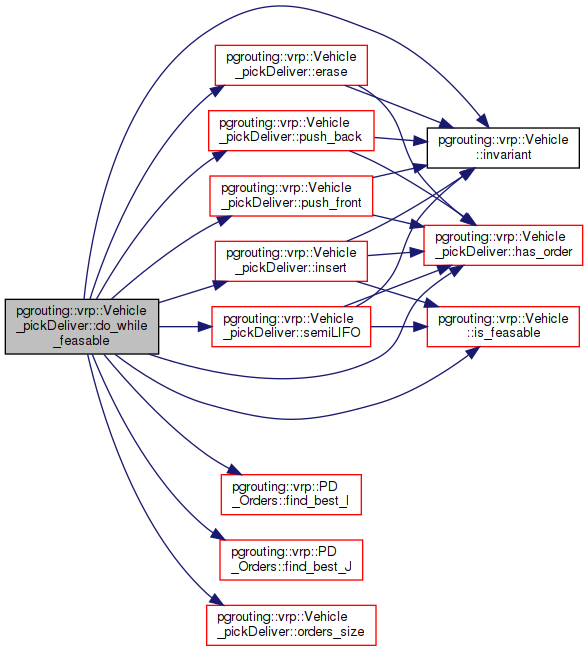 pgrouting::vrp::Vehicle
_pickDeliver::do_while
_feasable
pgrouting::vrp::Vehicle
_pickDeliver::erase
pgrouting::vrp::Vehicle
_pickDeliver::push_back
pgrouting::vrp::Vehicle
_pickDeliver::push_front
pgrouting::vrp::Vehicle
_pickDeliver::insert
pgrouting::vrp::Vehicle
_pickDeliver::semiLIFO
pgrouting::vrp::PD
_Orders::find_best_I
pgrouting::vrp::PD
_Orders::find_best_J
pgrouting::vrp::Vehicle
_pickDeliver::orders_size
pgrouting::vrp::Vehicle
::invariant
pgrouting::vrp::Vehicle
_pickDeliver::has_order
pgrouting::vrp::Vehicle
::is_feasable